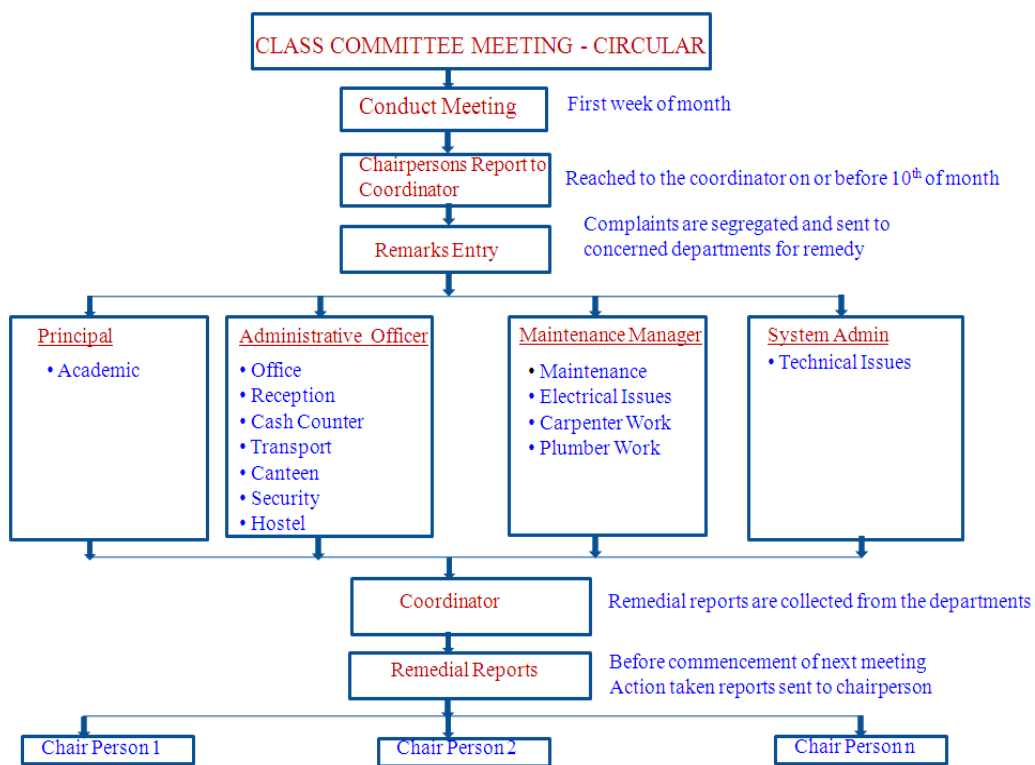 CLASS COMMITTEE MEETING - CIRCULAR
Conduct Meeting
First week of month
Chairpersons Report to
Coordinator
Reached to the coordinator on or before 10th of month
Remarks Entry
Complaints are segregated and sent to
concerned departments for remedy
Principal
• Academic
Administrative Officer
• Office
• Reception
• Cash Counter
• Transport
• Canteen
• Security
• Hostel
Maintenance Manager
• Maintenance
• Electrical Issues
• Carpenter Work
• Plumber Work
System Admin
• Technical Issues
Coordinator
Remedial reports are collected from the departments
Remedial Reports
Before commencement of next meeting
Action taken reports sent to chairperson
Chair Person 1
Chair Person 2
Chair Person n